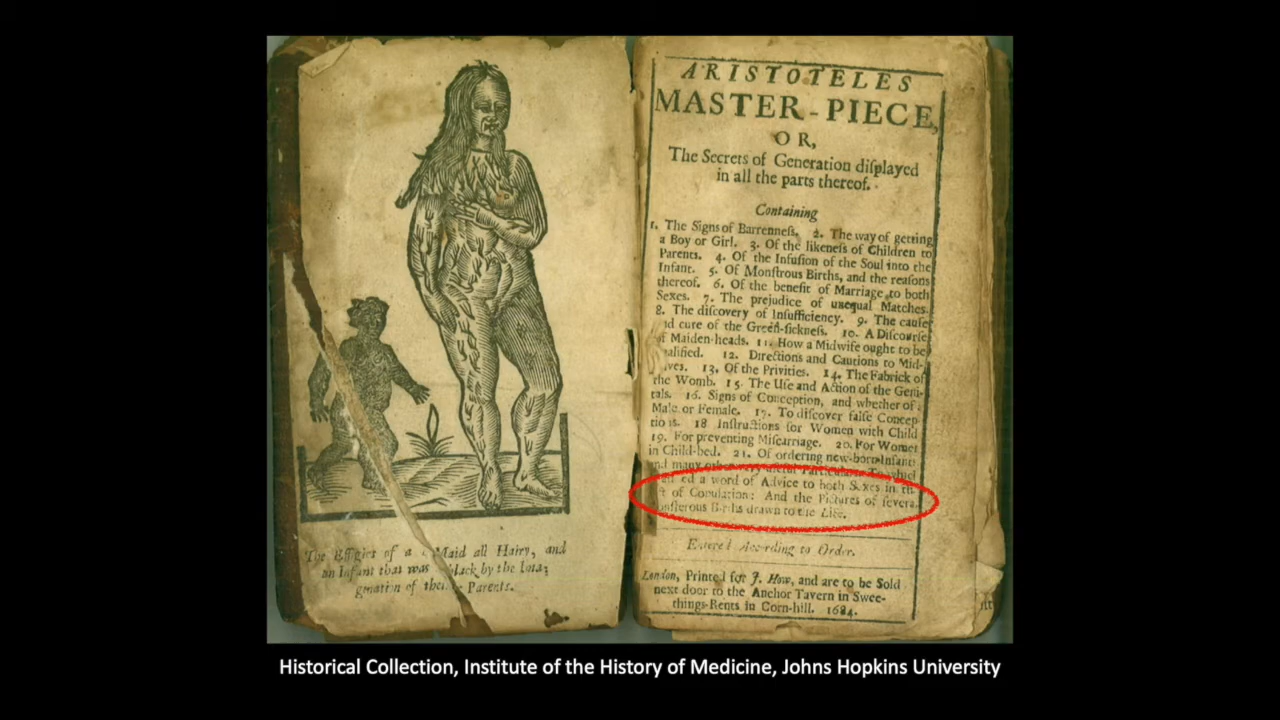 The Effigies of a Maid all Hairy, and
an Infant that was black by the Ima-
gination of their Parents.
ARISTOTELES
MASTER-PIECE,
OR,
The Secrets of Generation diſplayed
in all the parts thereof.
Containing
1. The Signs of Barrenneſs. 2. The way of getting
a Boy or Girl. 3. Of the likeneſs of Children to
Parents. 4. Of the Infuſion of the Soul into the
Infant. 5. Of Monſtrous Births, and the reaſons
thereof. 6. Of the benefit of Marriage to both
Sexes. 7. The prejudice of unequal Matches.
8. The diſcovery of Inſufficiency. 9. The cauſe
and cure of the Green-ſickneſs. 10. A Diſcourſe
of Maiden-heads. 11. How a Midwife ought to be
qualified. 12. Directions and Cautions to Mid-
wives. 13. Of the Privities. 14. The Fabrick of
the Womb. 15. The Uſe and Action of the Geni-
tals. 16. Signs of Conception, and whether of a
Male or Female. 17. To diſcover falſe Concep-
tions. 18 Inſtructions for Women with Child
19. For preventing Miſcarriage. 20. For Women
in Child-bed. 21. Of ordering new-born Infants
and many other very uſeful Particulars. To which
ed a word of Advice to both Sexes in the
of Copulation: And the Pictures of ſeveral
Births drawn to the Life.
Entered According to Order.
London, Printed for J. How, and are to be Sold
next door to the Anchor Tavern in Swee-
things-Rents in Corn-hill. 1684.
Historical Collection, Institute of the History of Medicine, Johns Hopkins University